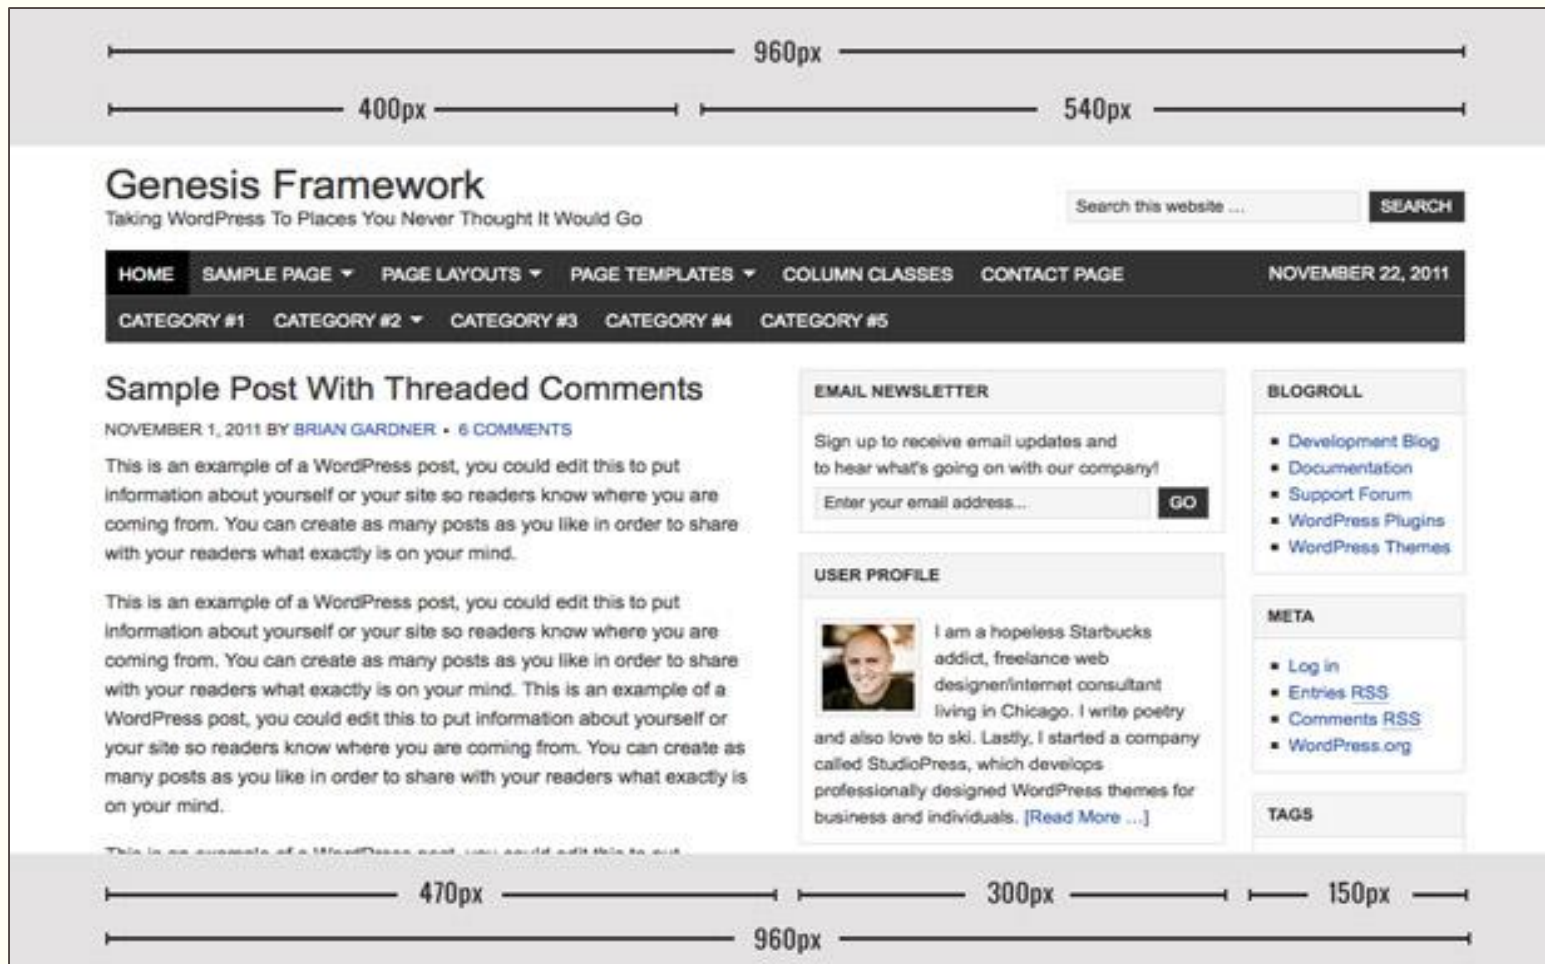 960px
400px 540px
Genesis Framework
Taking WordPress To Places You Never Thought It Would Go
Search this website ... SEARCH
HOME SAMPLE PAGE PAGE LAYOUTS PAGE TEMPLATES COLUMN CLASSES CONTACT PAGE NOVEMBER 22, 2011
CATEGORY #1 CATEGORY #2 CATEGORY #3 CATEGORY #4 CATEGORY #5
Sample Post With Threaded Comments
NOVEMBER 1, 2011 BY BRIAN GARDNER • 6 COMMENTS
This is an example of a WordPress post, you could edit this to put
information about yourself or your site so readers know where you are
coming from. You can create as many posts as you like in order to share
with your readers what exactly is on your mind.
This is an example of a WordPress post, you could edit this to put
information about yourself or your site so readers know where you are
coming from. You can create as many posts as you like in order to share
with your readers what exactly is on your mind. This is an example of a
WordPress post, you could edit this to put information about yourself or
your site so readers know where you are coming from. You can create as
many posts as you like in order to share with your readers what exactly is
on your mind.
This is an example of a WordPress post, you could edit this to put
EMAIL NEWSLETTER
Sign up to receive email updates and
to hear what's going on with our company!
Enter your email address... GO
USER PROFILE
I am a hopeless Starbucks
addict, freelance web
designer/internet consultant
living in Chicago. I write poetry
and also love to ski. Lastly, I started a company
called StudioPress, which develops
professionally designed WordPress themes for
business and individuals. [Read More ...]
BLOGROLL
Development Blog
Documentation
Support Forum
WordPress Plugins
WordPress Themes
META
Log in
Entries RSS
Comments RSS
WordPress.org
TAGS
470px 300px 150px
960px